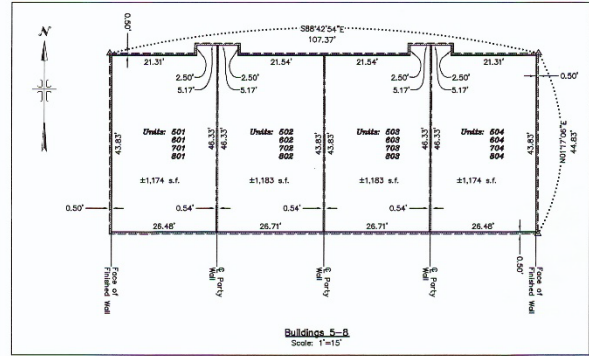 S88°42'54"E
107.37'
0.50'
N
21.31' 21.54' 21.54' 21.31'
2.50' 2.50' 2.50' 2.50'
5.17' 5.17' 5.17' 5.17'
0.50'
43.83' 46.33' 46.33' 46.33' 46.33' 43.83'
N01°17'06"E
44.83'
Units: 501
601
701
801
Units: 502
602
702
802
Units: 503
603
703
803
Units: 504
604
704
804
±1,174 s.f. ±1,183 s.f. ±1,183 s.f. ±1,174 s.f.
0.50' 0.54' 0.54' 0.54'
26.48' 26.71' 26.71' 26.48'
0.50'
Face of
Finished Wall
℄ Party
Wall
℄ Party
Wall
℄ Party
Wall
Face of
Finished Wall
Buildings 5-8
Scale: 1"=15'